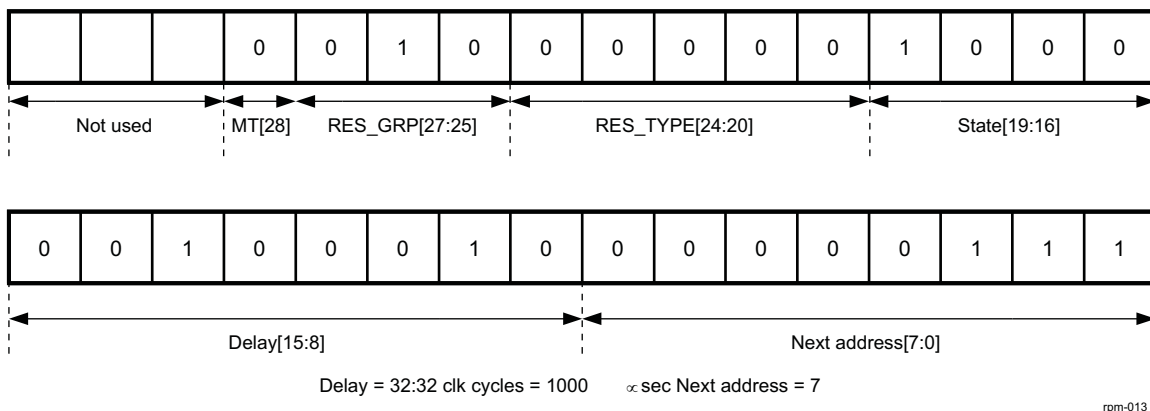 0 0 1 0 0 0 0 0 0 1 0 0 0
Not used MT[28] RES_GRP[27:25] RES_TYPE[24:20] State[19:16]
0 0 1 0 0 0 1 0 0 0 0 0 0 1 1 1
Delay[15:8] Next address[7:0]
Delay = 32:32 clk cycles = 1000 ∝ sec Next address = 7
rpm-013